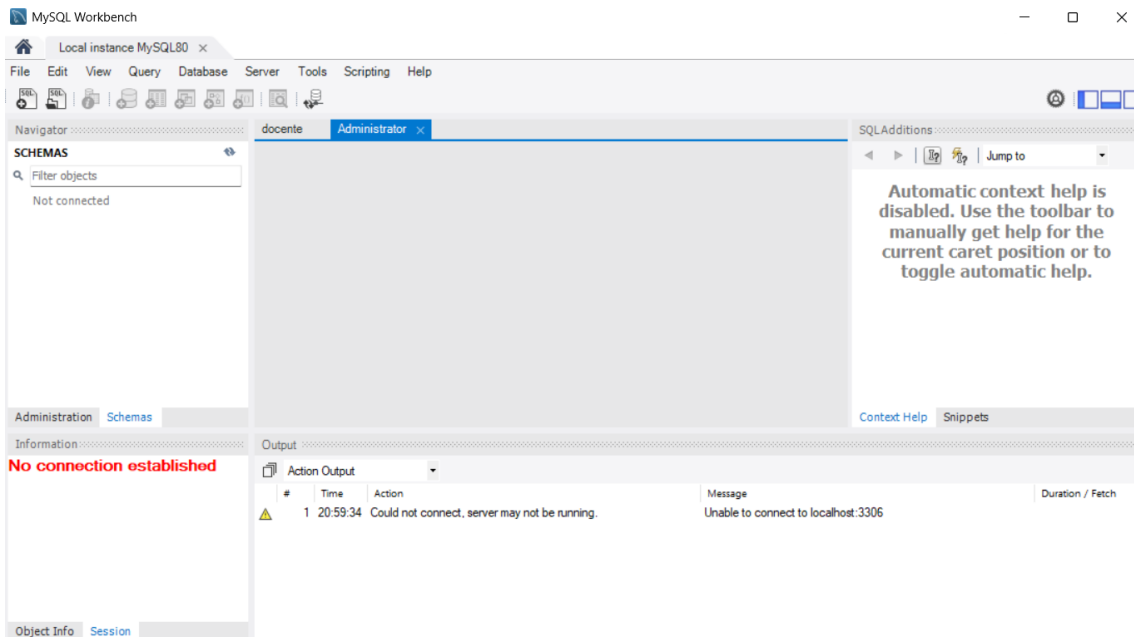 MySQL Workbench
Local instance MySQL80
File Edit View Query Database Server Tools Scripting Help
Navigator
SCHEMAS
Filter objects
Not connected
Administration Schemas
Information
No connection established
Object Info Session
docente Administrator
Output
Action Output
# Time Action Message Duration / Fetch
1 20:59:34 Could not connect, server may not be running. Unable to connect to localhost:3306
SQLAdditions
Jump to
Automatic context help is
disabled. Use the toolbar to
manually get help for the
current caret position or to
toggle automatic help.
Context Help Snippets